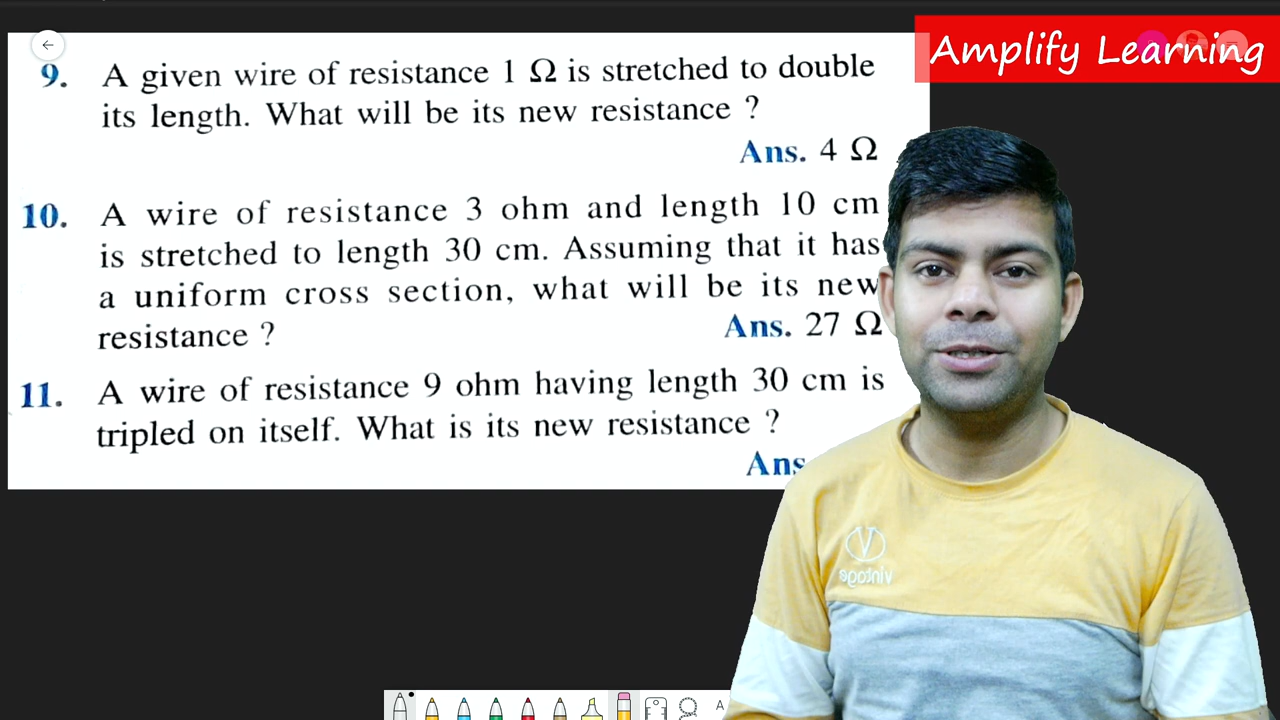 Amplify Learning
9. A given wire of resistance 1 Ω is stretched to double
its length. What will be its new resistance ?
Ans. 4 Ω
10. A wire of resistance 3 ohm and length 10 cm
is stretched to length 30 cm. Assuming that it has
a uniform cross section, what will be its new
resistance ?
Ans. 27 Ω
11. A wire of resistance 9 ohm having length 30 cm is
tripled on itself. What is its new resistance ?
Ans
vintage
A